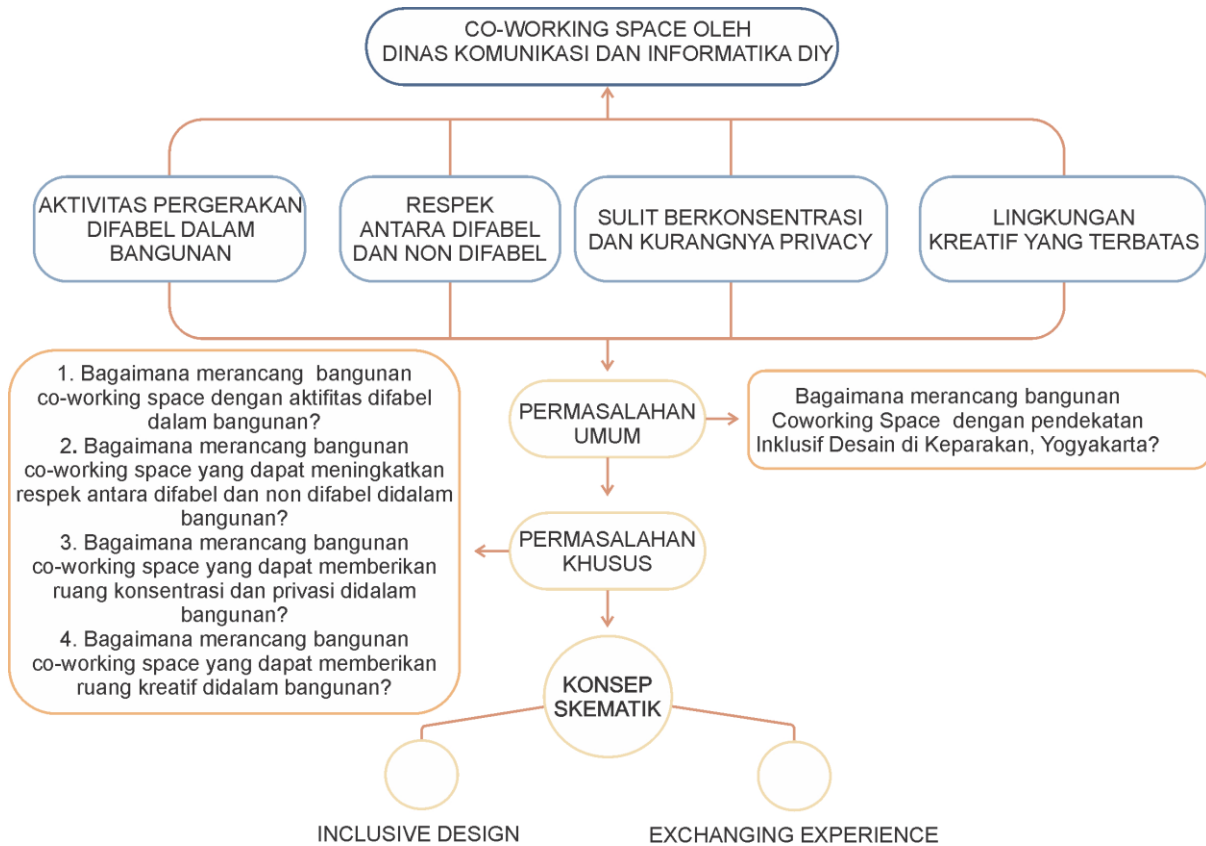 CO-WORKING SPACE OLEH
DINAS KOMUNIKASI DAN INFORMATIKA DIY
AKTIVITAS PERGERAKAN
DIFABEL DALAM
BANGUNAN
RESPEK
ANTARA DIFABEL
DAN NON DIFABEL
SULIT BERKONSENTRASI
DAN KURANGNYA PRIVACY
LINGKUNGAN
KREATIF YANG TERBATAS
1. Bagaimana merancang bangunan
co-working space dengan aktifitas difabel
dalam bangunan?
2. Bagaimana merancang bangunan
co-working space yang dapat meningkatkan
respek antara difabel dan non difabel didalam
bangunan?
3. Bagaimana merancang bangunan
co-working space yang dapat memberikan
ruang konsentrasi dan privasi didalam
bangunan?
4. Bagaimana merancang bangunan
co-working space yang dapat memberikan
ruang kreatif didalam bangunan?
PERMASALAHAN
UMUM
Bagaimana merancang bangunan
Coworking Space dengan pendekatan
Inklusif Desain di Keparakan, Yogyakarta?
PERMASALAHAN
KHUSUS
KONSEP
SKEMATIK
INCLUSIVE DESIGN
EXCHANGING EXPERIENCE